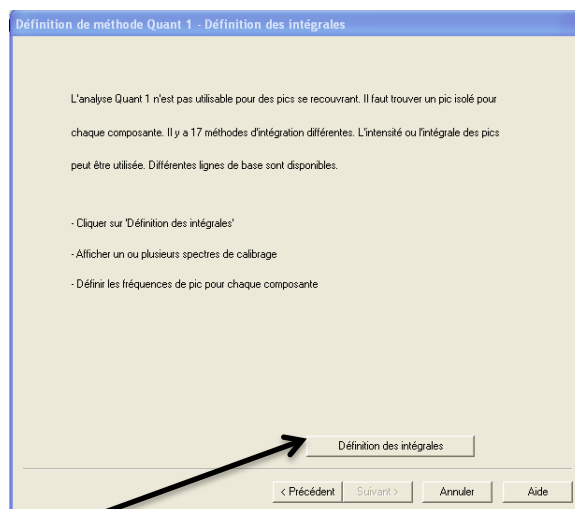 Définition de méthode Quant 1 - Définition des intégrales
L'analyse Quant 1 n'est pas utilisable pour des pics se recouvrant. Il faut trouver un pic isolé pour
chaque composante. Il y a 17 méthodes d'intégration différentes. L'intensité ou l'intégrale des pics
peut être utilisée. Différentes lignes de base sont disponibles.
- Cliquer sur 'Définition des intégrales'
- Afficher un ou plusieurs spectres de calibrage
- Définir les fréquences de pic pour chaque composante
Définition des intégrales
< Précédent Suivant > Annuler Aide